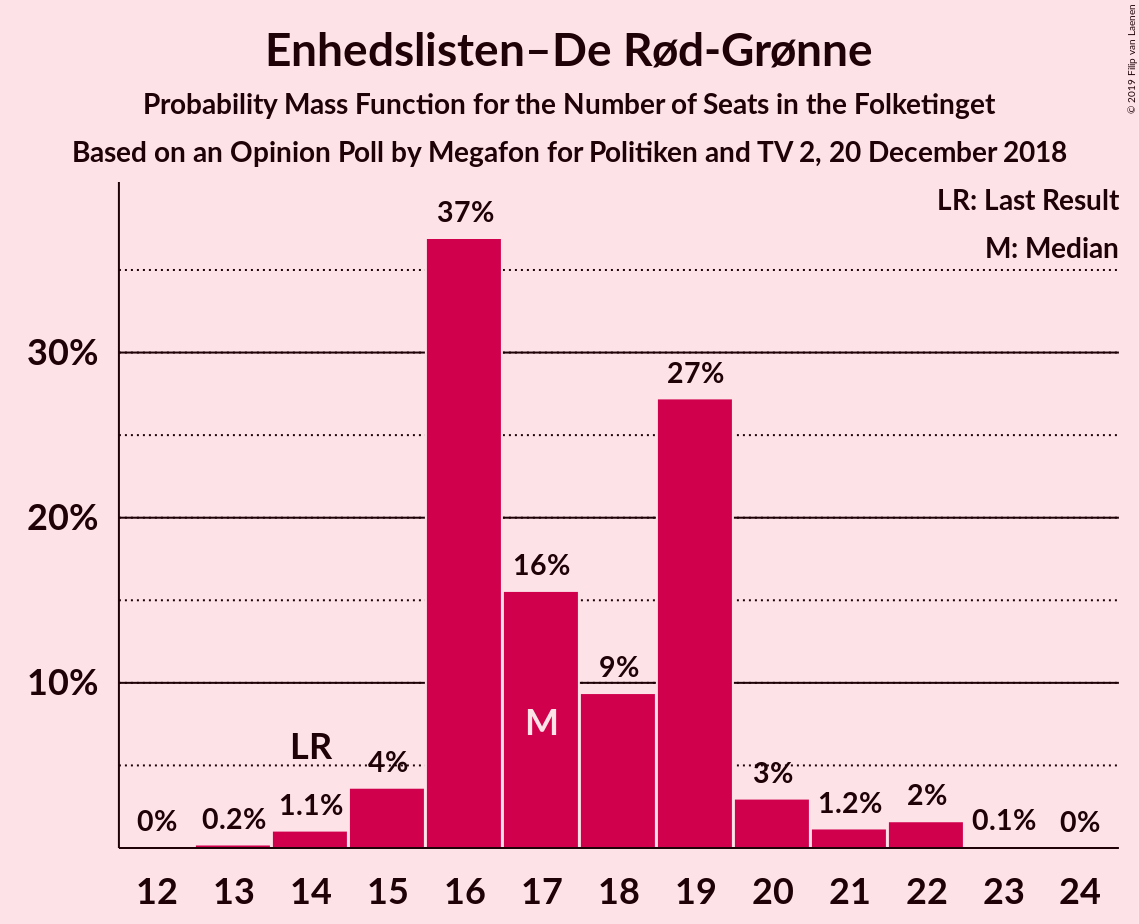 Enhedslisten–De Rød-Grønne
Probability Mass Function for the Number of Seats in the Folketinget
Based on an Opinion Poll by Megafon for Politiken and TV 2, 20 December 2018
© 2019 Filip van Laenen
LR: Last Result
M: Median
37%
30%
27%
20%
16%
9%
10%
M
LR
4%
3%
0%
0.2%
1.1%
1.2%
2%
0.1%
0%
12 13 14 15 16 17 18 19 20 21 22 23 24